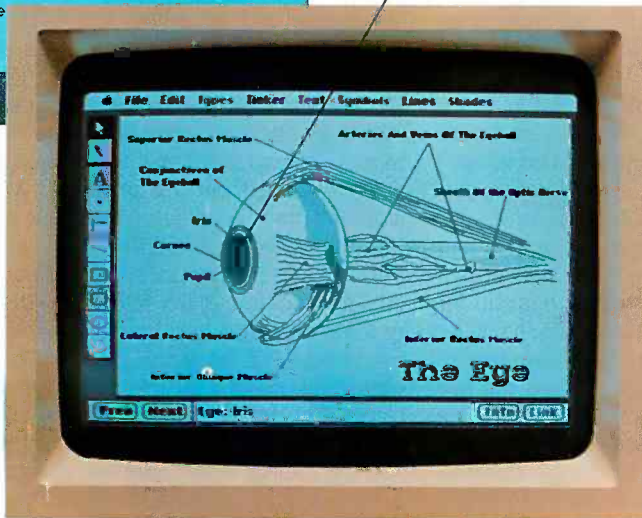 File Edit Types Tinker Text Symbols Lines Shades
Superior Rectus Muscle
Arteries And Veins Of The Eyeball
Conjunctiva of
The Eyeball
Sheath Of the Optic Nerve
Iris
Cornea
Pupil
Lateral Rectus Muscle
Inferior Rectus Muscle
Inferior Oblique Muscle
The Eye
A
T
Prev Next Eye: Iris Info Link